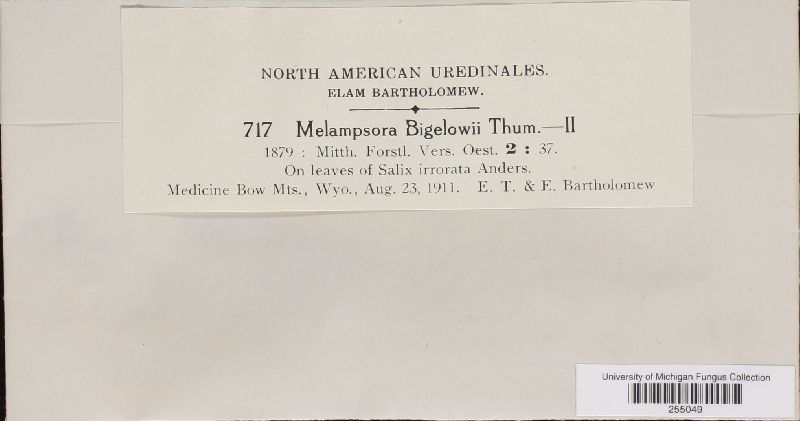 NORTH AMERICAN UREDINALES.
ELAM BARTHOLOMEW.
717 Melampsora Bigelowii Thum.—II
1879 : Mitth. Forstl. Vers. Oest. 2 : 37.
On leaves of Salix irrorata Anders.
Medicine Bow Mts., Wyo., Aug. 23, 1911. E. T. & E. Bartholomew
University of Michigan Fungus Collection
255049